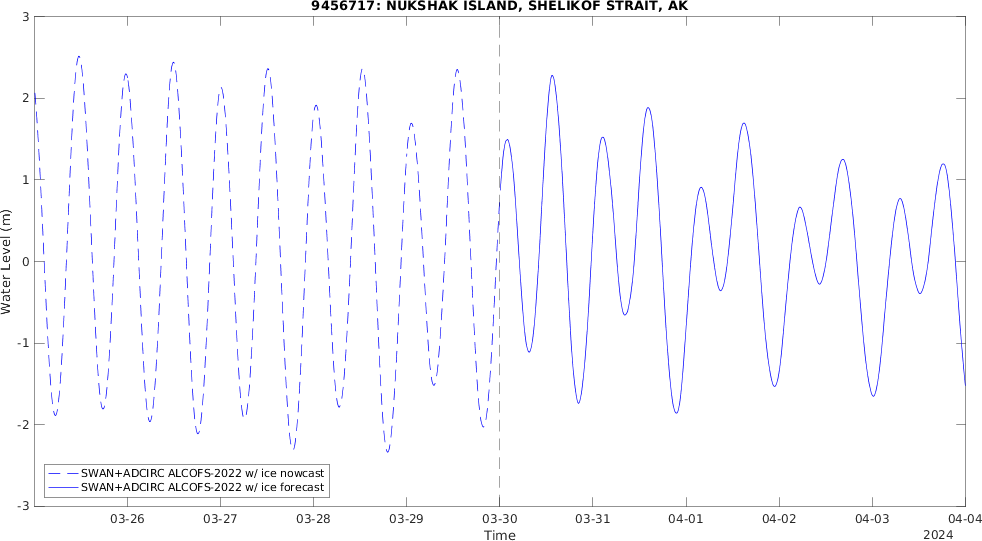 9456717: NUKSHAK ISLAND, SHELIKOF STRAIT, AK
3
2
1
0
-1
-2
-3
Water Level (m)
SWAN+ADCIRC ALCOFS-2022 w/ ice nowcast
SWAN+ADCIRC ALCOFS-2022 w/ ice forecast
03-26 03-27 03-28 03-29 03-30 03-31 04-01 04-02 04-03 04-04
Time
2024